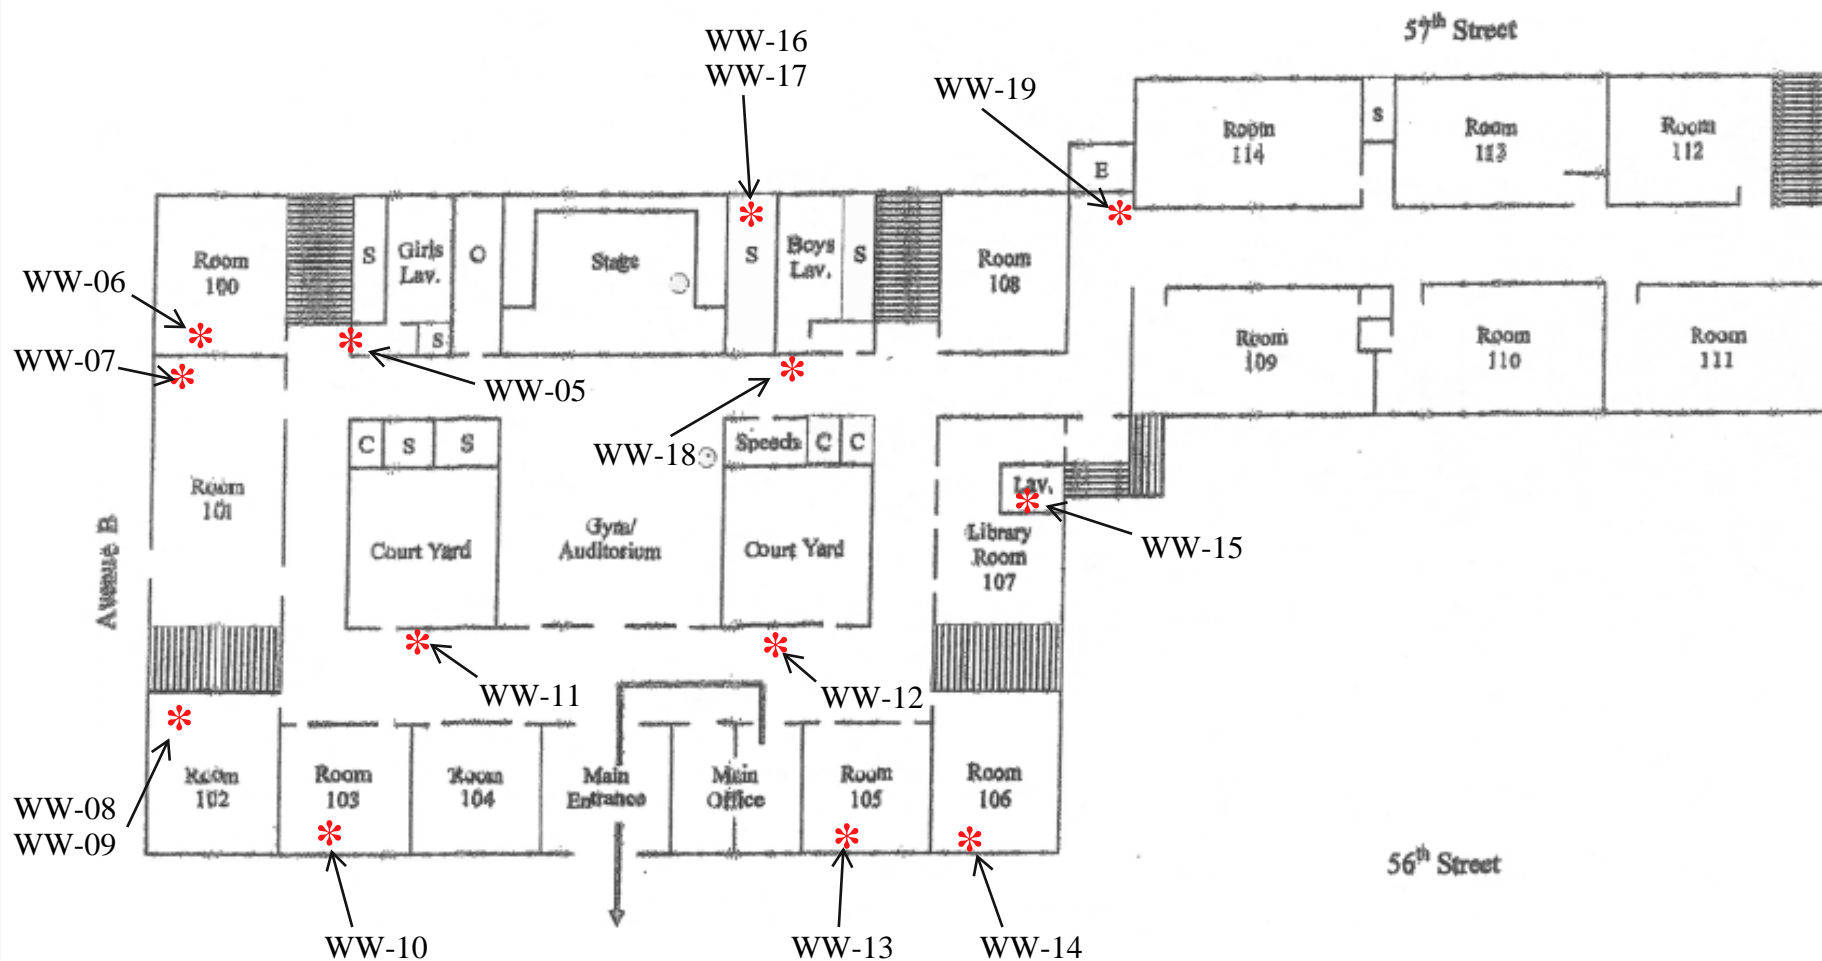 57th Street
WW-16
WW-17
WW-19
Room
114
S
Room
113
Room
112
E
Room
100
S
Girls
Lav.
O
Stage
S
Boys
Lav.
S
Room
108
WW-06
S
Room
109
Room
110
Room
111
WW-07
WW-05
WW-18
C
S
S
Speech
C
C
Room
101
Lav.
Avenue B
Court Yard
Gym/
Auditorium
Court Yard
Library
Room
107
WW-15
WW-11
WW-12
Room
102
Room
103
Room
104
Main
Entrance
Main
Office
Room
105
Room
106
WW-08
WW-09
56th Street
WW-10
WW-13
WW-14